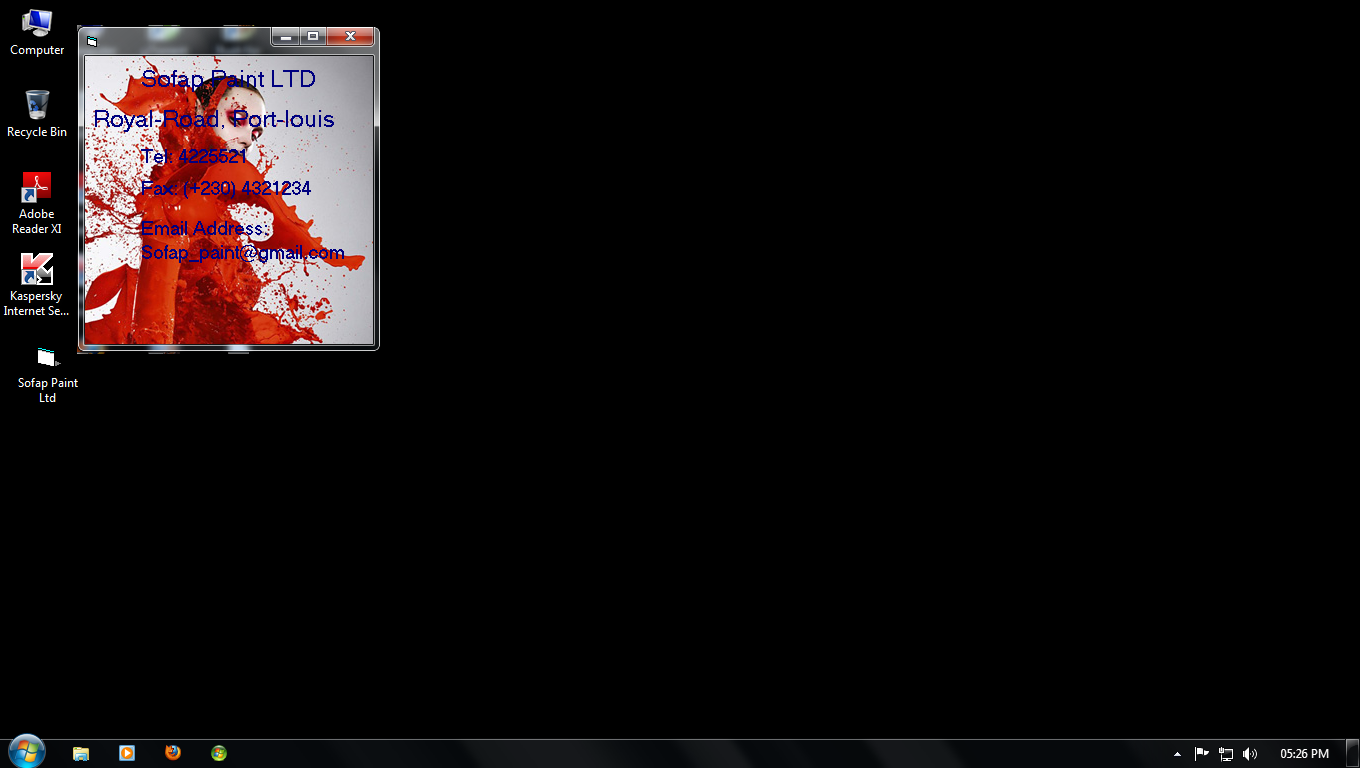 Computer
Recycle Bin
Adobe
Reader XI
Kaspersky
Internet Se...
Sofap Paint
Ltd
Sofap Paint LTD
Royal-Road, Port-louis
Tel: 4225521
Fax: (+230) 4321234
Email Address:
Sofap_paint@gmail.com
05:26 PM